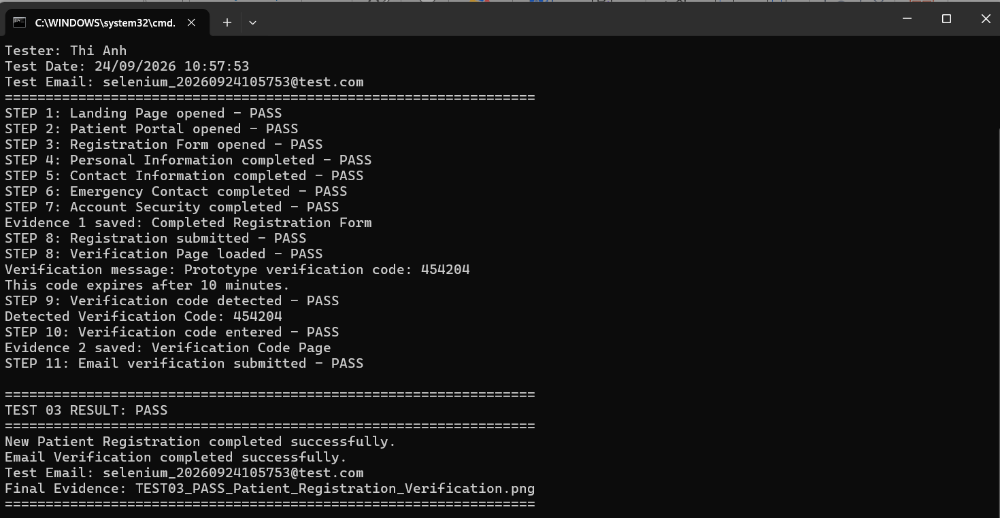 C:\WINDOWS\system32\cmd.
Tester: Thi Anh
Test Date: 24/09/2026 10:57:53
Test Email: selenium_20260924105753@test.com
=================================================================
STEP 1: Landing Page opened - PASS
STEP 2: Patient Portal opened - PASS
STEP 3: Registration Form opened - PASS
STEP 4: Personal Information completed - PASS
STEP 5: Contact Information completed - PASS
STEP 6: Emergency Contact completed - PASS
STEP 7: Account Security completed - PASS
Evidence 1 saved: Completed Registration Form
STEP 8: Registration submitted - PASS
STEP 8: Verification Page loaded - PASS
Verification message: Prototype verification code: 454204
This code expires after 10 minutes.
STEP 9: Verification code detected - PASS
Detected Verification Code: 454204
STEP 10: Verification code entered - PASS
Evidence 2 saved: Verification Code Page
STEP 11: Email verification submitted - PASS
=================================================================
TEST 03 RESULT: PASS
=================================================================
New Patient Registration completed successfully.
Email Verification completed successfully.
Test Email: selenium_20260924105753@test.com
Final Evidence: TEST03_PASS_Patient_Registration_Verification.png
=================================================================